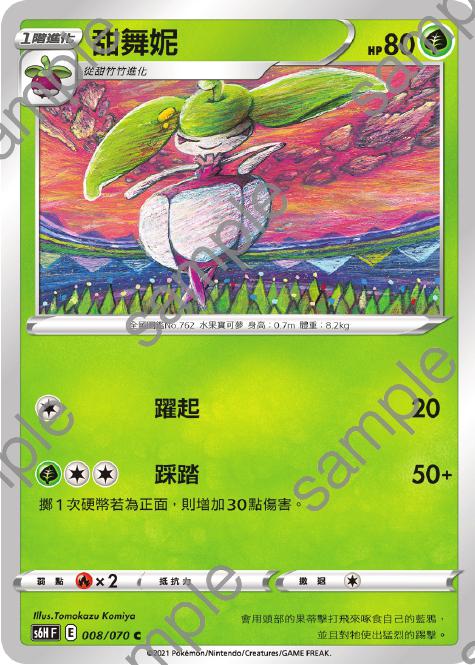 1階進化
甜舞妮
HP80
從甜竹竹進化
全國圖鑑No.762 水果寶可夢 身高：0.7m 體重：8.2kg
躍起 20
踩踏 50+
擲1次硬幣若為正面，則增加30點傷害。
弱點 ×2 抵抗力 撤退
Illus.Tomokazu Komiya
S6H F E 008/070 C
會用頭部的果蒂擊打飛來啄食自己的藍鴉，
並且對牠使出猛烈的踢擊。
©2021 Pokémon/Nintendo/Creatures/GAME FREAK.
sample
sample
sample
sample
sample
sample
sample
sample